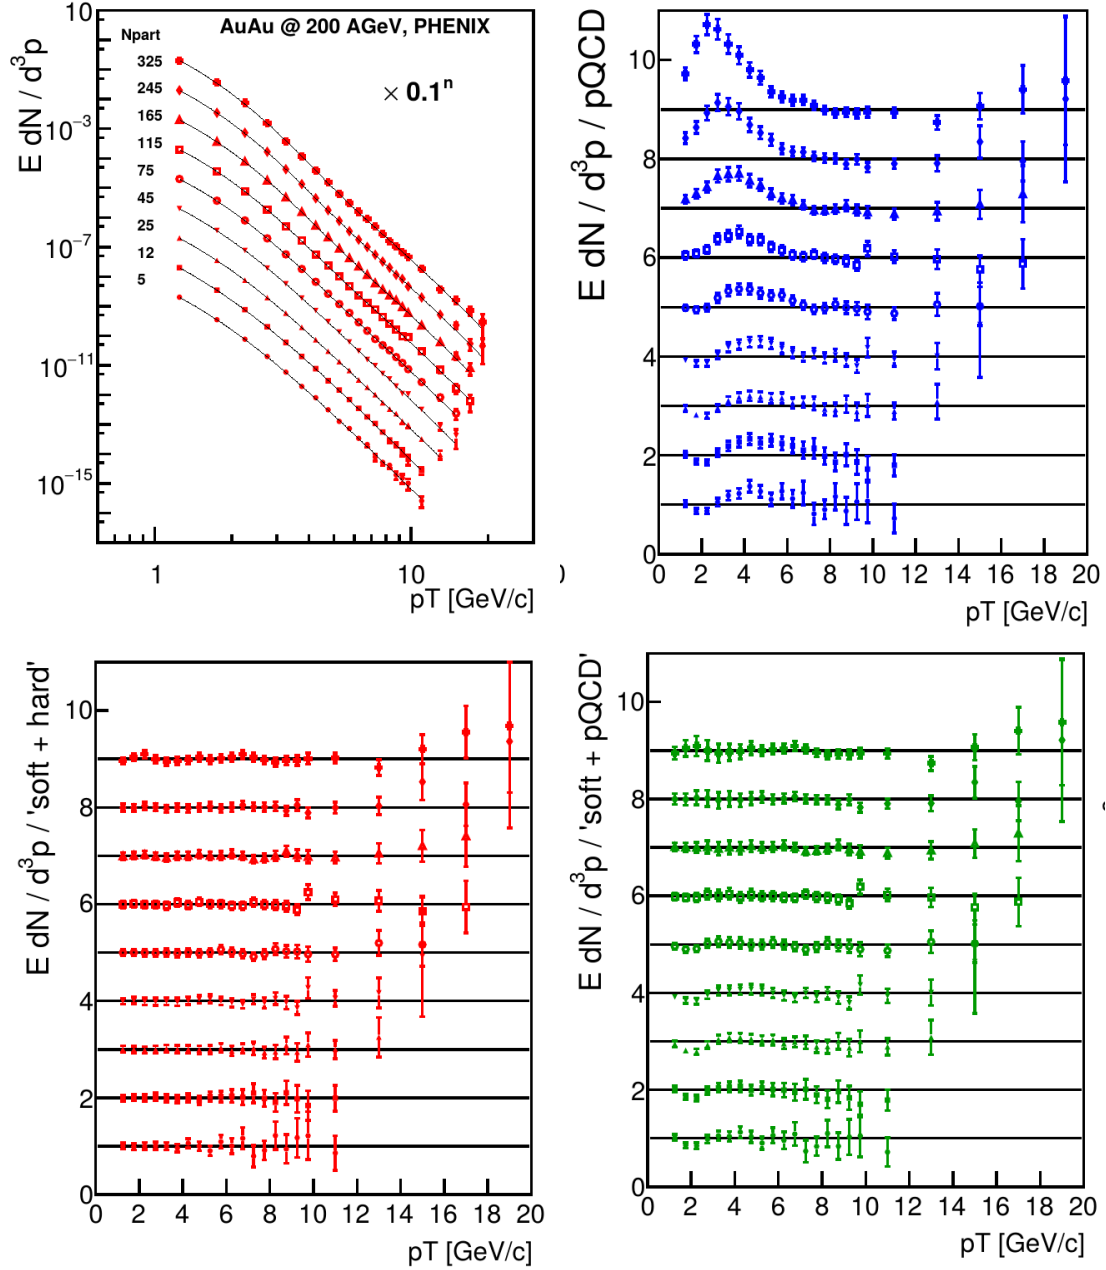 AuAu @ 200 AGeV, PHENIX
Npart
325
245
165
115
75
45
25
12
5
× 0.1ⁿ
E dN / d³p
10
10⁻³
10⁻⁷
10⁻¹¹
10⁻¹⁵
1
10
pT [GeV/c]
0
E dN / d³p / pQCD
10
8
6
4
2
0
0 2 4 6 8 10 12 14 16 18 20
pT [GeV/c]
E dN / d³p / 'soft + hard'
10
8
6
4
2
0
0 2 4 6 8 10 12 14 16 18 20
pT [GeV/c]
E dN / d³p / 'soft + pQCD'
10
8
6
4
2
0
0 2 4 6 8 10 12 14 16 18 20
pT [GeV/c]